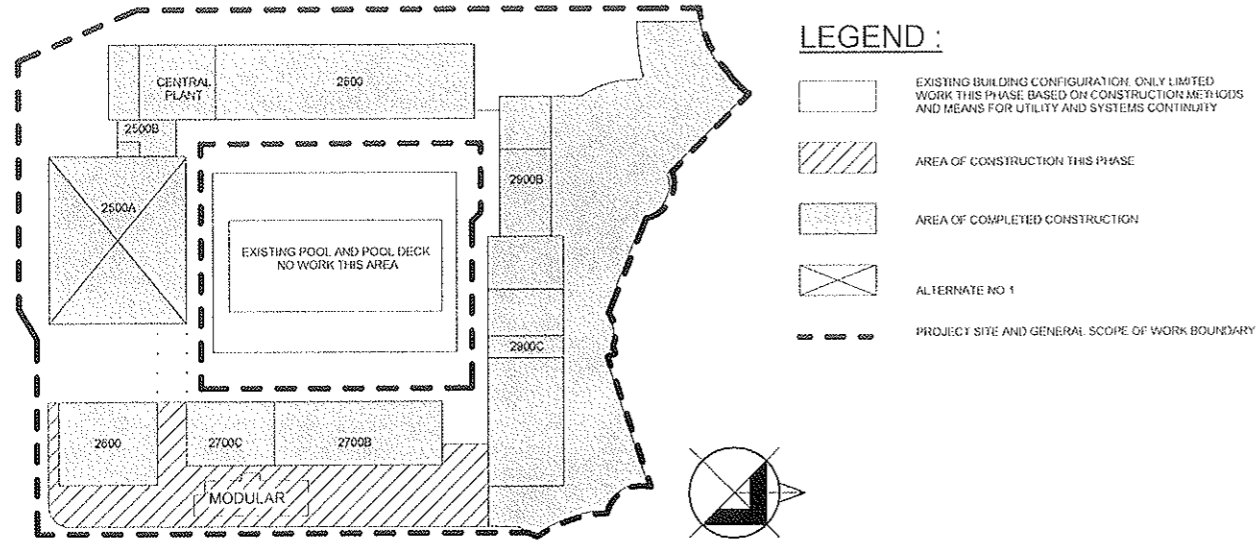 CENTRAL
PLANT
2600
2500B
2500A
2900B
EXISTING POOL AND POOL DECK
NO WORK THIS AREA
2900C
2600
2700C
2700B
MODULAR
LEGEND :
EXISTING BUILDING CONFIGURATION, ONLY LIMITED
WORK THIS PHASE BASED ON CONSTRUCTION METHODS
AND MEANS FOR UTILITY AND SYSTEMS CONTINUITY
AREA OF CONSTRUCTION THIS PHASE
AREA OF COMPLETED CONSTRUCTION
ALTERNATE NO 1
PROJECT SITE AND GENERAL SCOPE OF WORK BOUNDARY